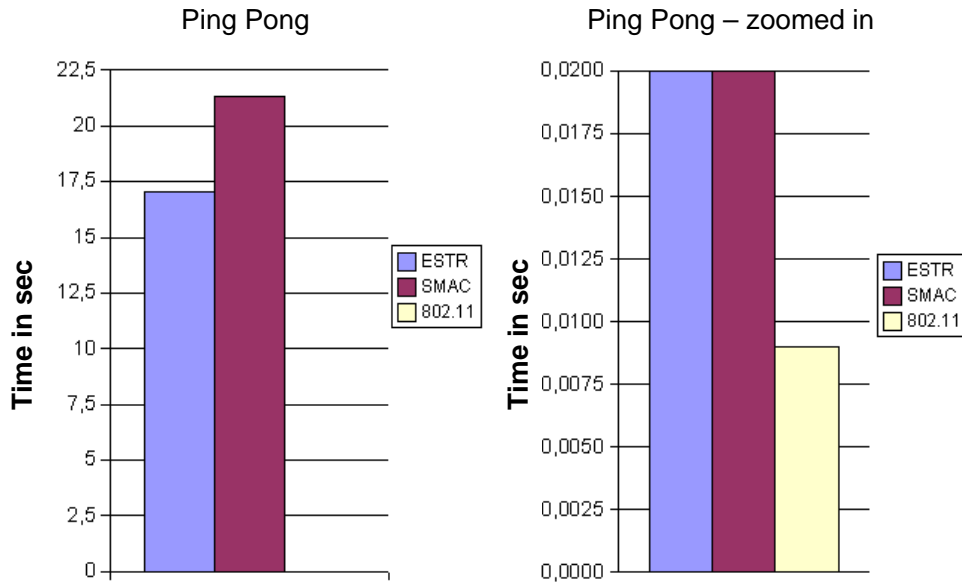 Ping Pong
22,5
20
17,5
15
12,5
10
7,5
5
2,5
0
Time in sec
ESTR
SMAC
802.11
Ping Pong – zoomed in
0,0200
0,0175
0,0150
0,0125
0,0100
0,0075
0,0050
0,0025
0,0000
Time in sec
ESTR
SMAC
802.11